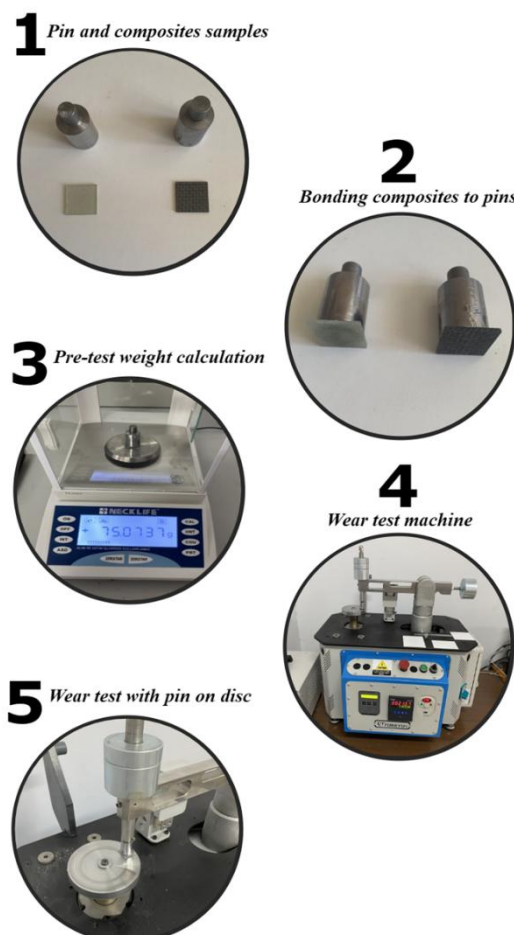 1 Pin and composites samples
2
Bonding composites to pins
3 Pre-test weight calculation
NECKLIFE
75.0737g
4
Wear test machine
5 Wear test with pin on disc